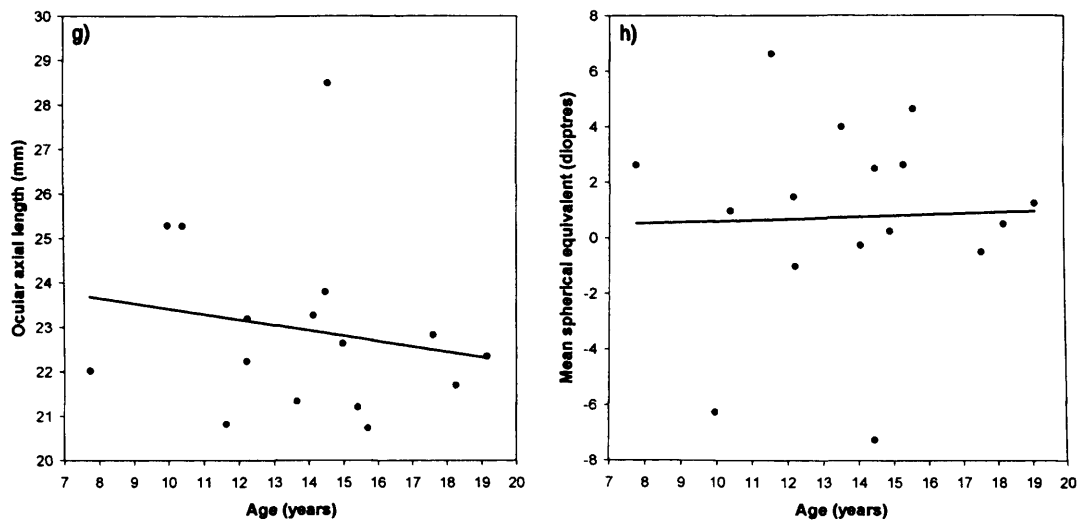 g)
30
29
28
27
26
25
24
23
22
21
20
Ocular axial length (mm)
7 8 9 10 11 12 13 14 15 16 17 18 19 20
Age (years)
h)
8
6
4
2
0
-2
-4
-6
-8
Mean spherical equivalent (dioptres)
7 8 9 10 11 12 13 14 15 16 17 18 19 20
Age (years)